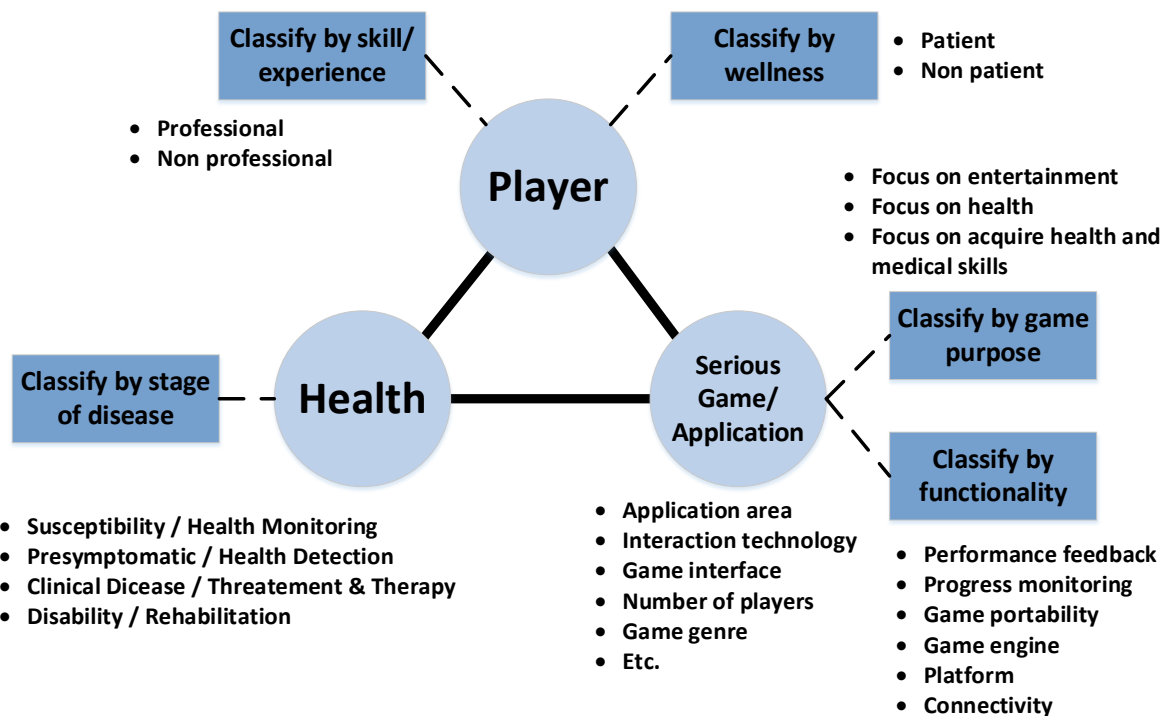 Classify by skill/
experience
• Professional
• Non professional
Classify by
wellness
• Patient
• Non patient
Player
• Focus on entertainment
• Focus on health
• Focus on acquire health and
medical skills
Classify by game
purpose
Serious
Game/
Application
Health
Classify by stage
of disease
Classify by
functionality
• Susceptibility / Health Monitoring
• Presymptomatic / Health Detection
• Clinical Dicease / Threatement & Therapy
• Disability / Rehabilitation
• Application area
• Interaction technology
• Game interface
• Number of players
• Game genre
• Etc.
• Performance feedback
• Progress monitoring
• Game portability
• Game engine
• Platform
• Connectivity